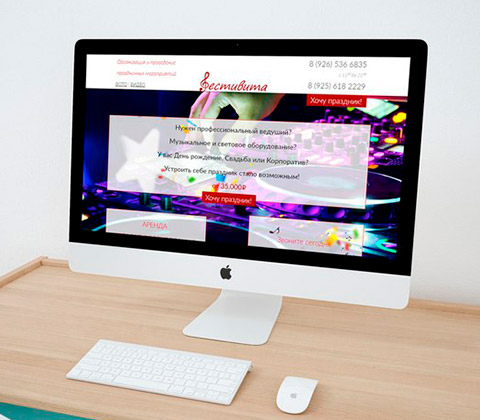 Организация и проведение
праздничных мероприятий
ФОТО - ВИДЕО
Фестивита
8 (926) 536 6835
8 (925) 618 2229
Хочу праздник!
Нужен профессиональный ведущий?
Музыкальное и световое оборудование?
У вас День рождение, Свадьба или Корпоратив?
Устроить себе праздник стало возможным!
от 35.000₽
Хочу праздник!
АРЕНДА
Звоните сегодня